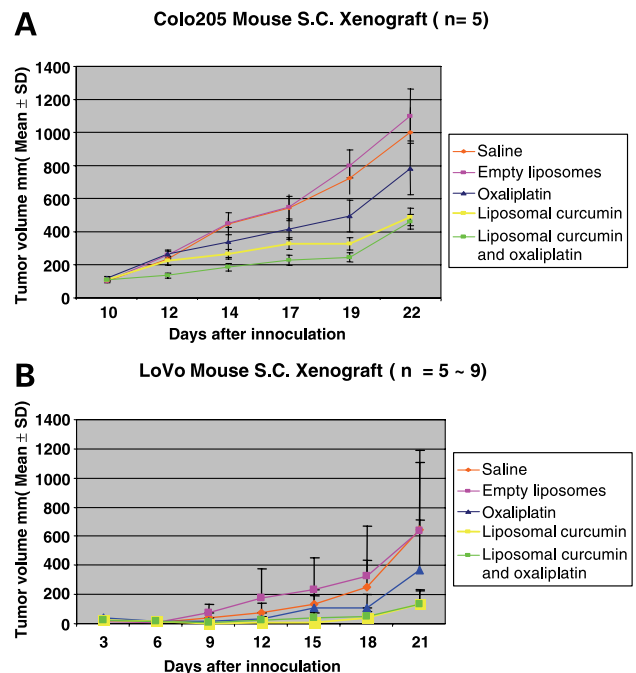 A
Colo205 Mouse S.C. Xenograft ( n= 5)
Tumor volume mm( Mean ± SD)
1400
1200
1000
800
600
400
200
0
10 12 14 17 19 22
Days after innoculation
Saline
Empty liposomes
Oxaliplatin
Liposomal curcumin
Liposomal curcumin
and oxaliplatin
B
LoVo Mouse S.C. Xenograft ( n = 5 ~ 9)
Tumor volume mm( Mean ± SD)
1400
1200
1000
800
600
400
200
0
3 6 9 12 15 18 21
Days after innoculation
Saline
Empty liposomes
Oxaliplatin
Liposomal curcumin
Liposomal curcumin
and oxaliplatin